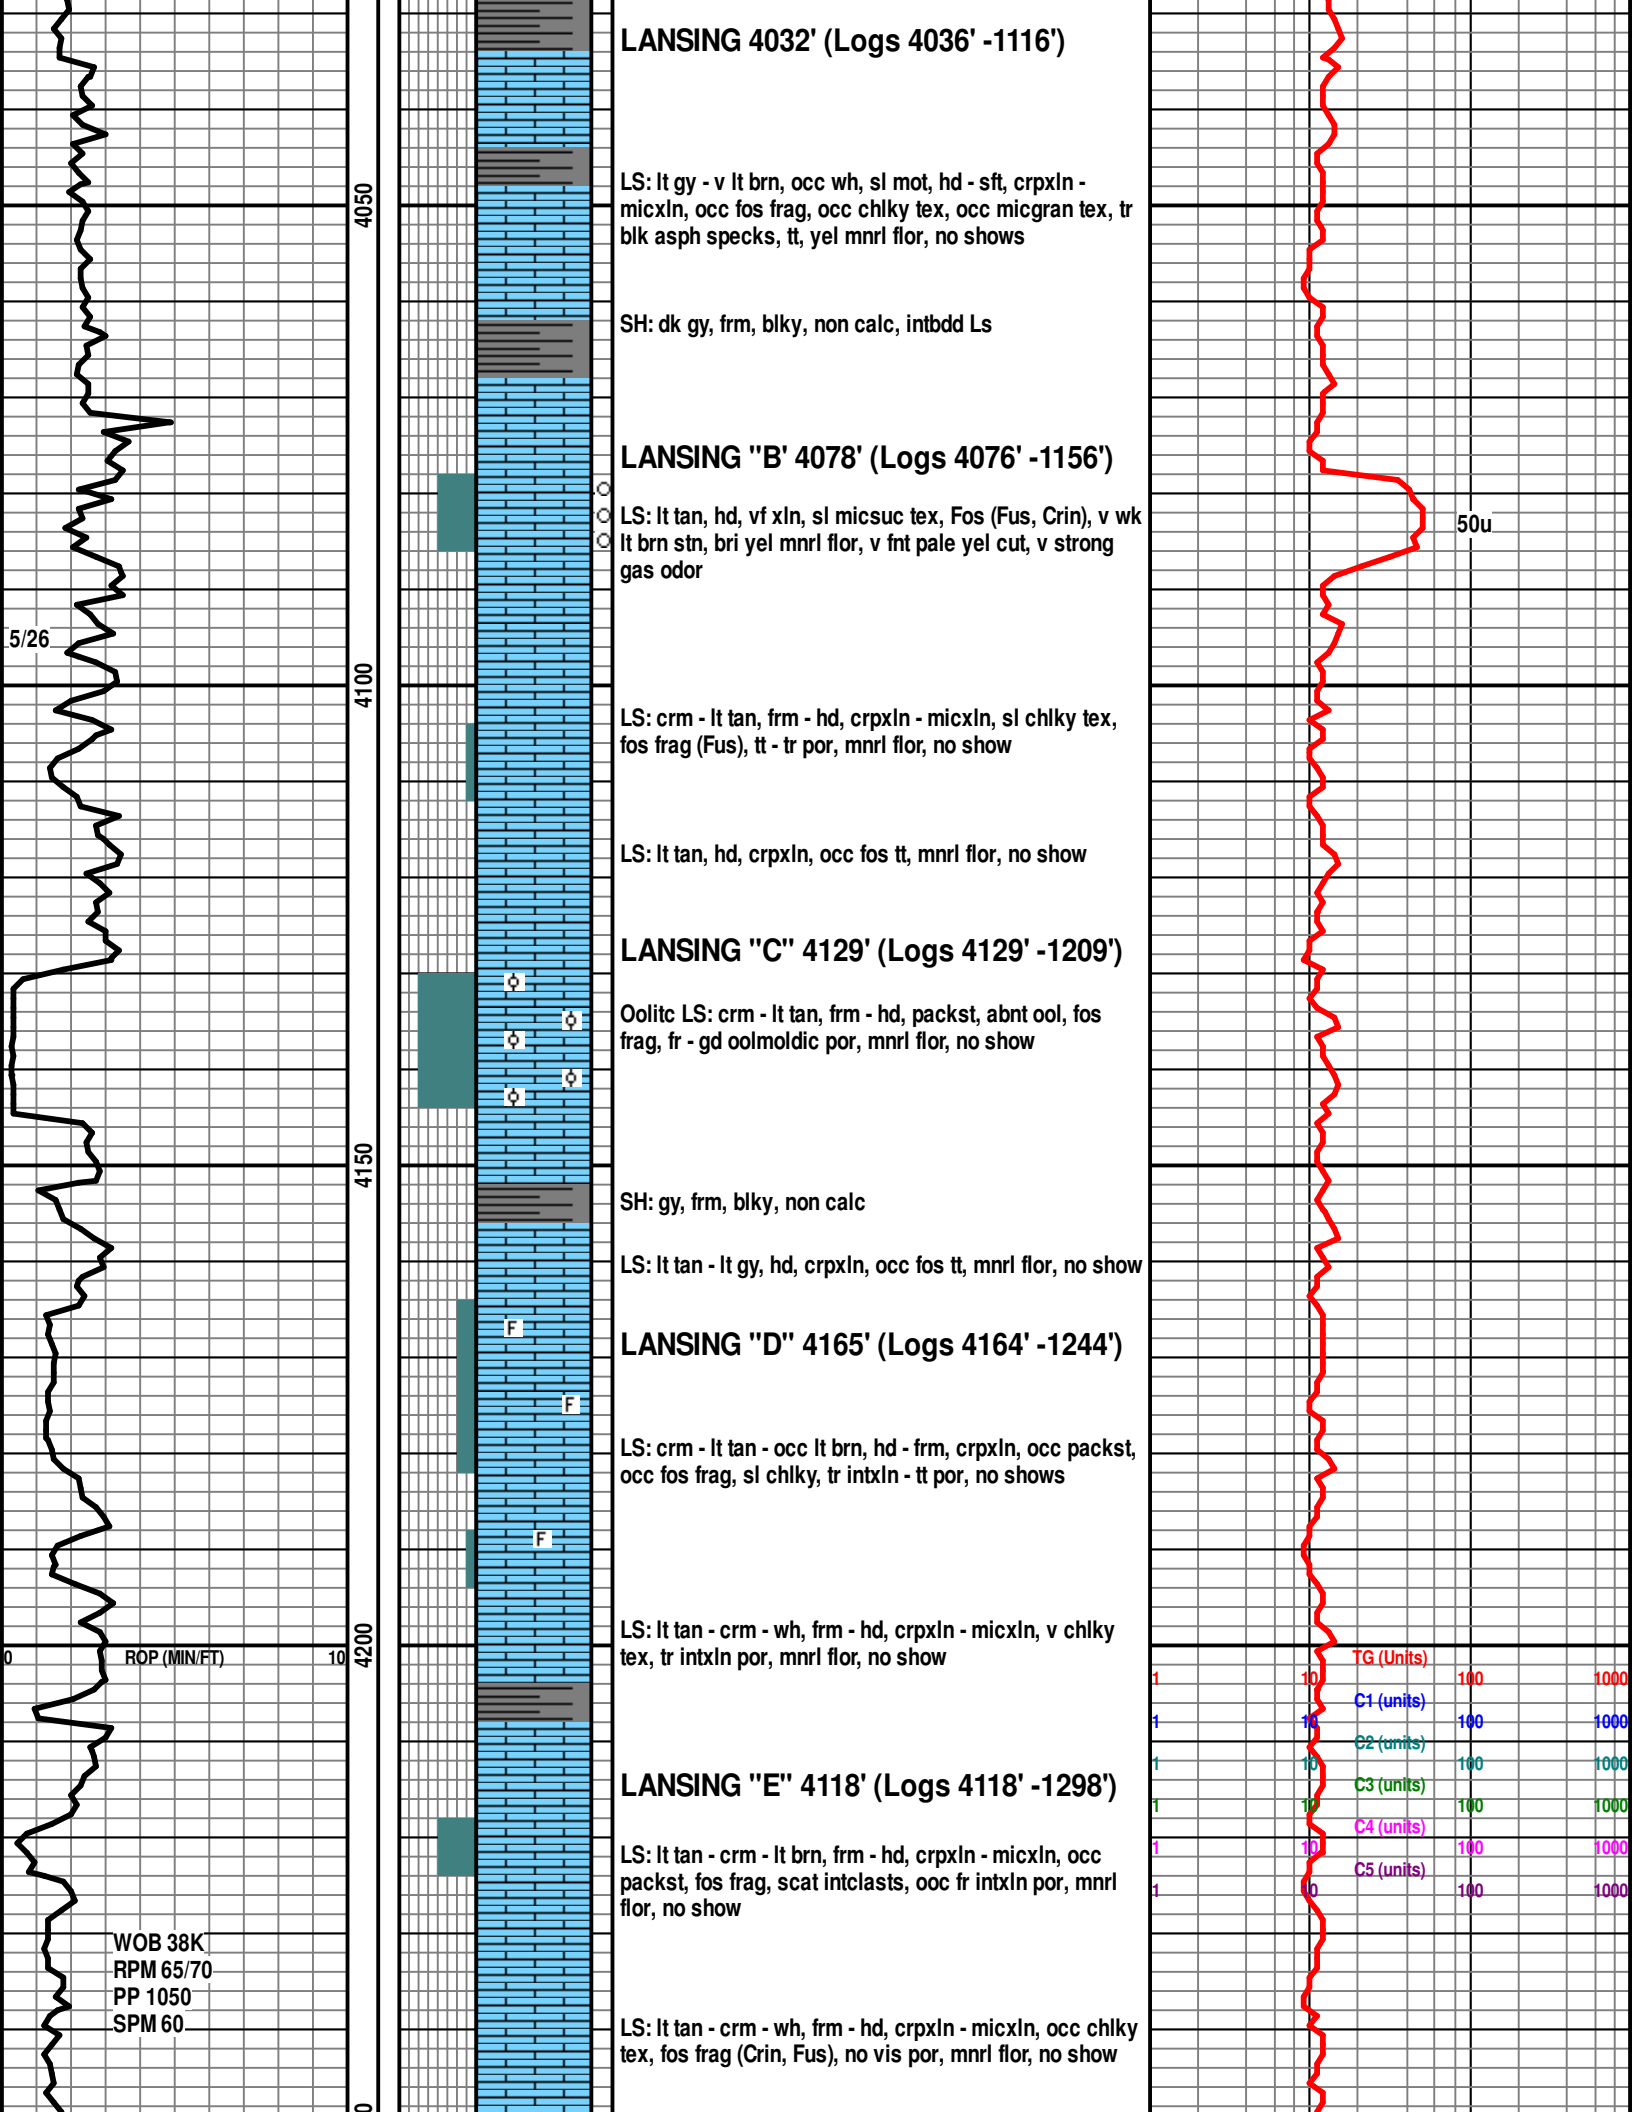 LANSING 4032' (Logs 4036' -1116')
4050
LS: lt gy - v lt brn, occ wh, sl mot, hd - sft, crpxln -
micxln, occ fos frag, occ chlky tex, occ micgran tex, tr
blk asph specks, tt, yel mnrl flor, no shows
SH: dk gy, frm, blky, non calc, intbdd Ls
LANSING "B' 4078' (Logs 4076' -1156')
LS: lt tan, hd, vf xln, sl micsuc tex, Fos (Fus, Crin), v wk
lt brn stn, bri yel mnrl flor, v fnt pale yel cut, v strong
gas odor
50u
5/26
4100
LS: crm - lt tan, frm - hd, crpxln - micxln, sl chlky tex,
fos frag (Fus), tt - tr por, mnrl flor, no show
LS: lt tan, hd, crpxln, occ fos tt, mnrl flor, no show
LANSING "C" 4129' (Logs 4129' -1209')
Oolitc LS: crm - lt tan, frm - hd, packst, abnt ool, fos
frag, fr - gd oolmoldic por, mnrl flor, no show
4150
SH: gy, frm, blky, non calc
LS: lt tan - lt gy, hd, crpxln, occ fos tt, mnrl flor, no show
F
LANSING "D" 4165' (Logs 4164' -1244')
F
LS: crm - lt tan - occ lt brn, hd - frm, crpxln, occ packst,
occ fos frag, sl chlky, tr intxln - tt por, no shows
F
LS: lt tan - crm - wh, frm - hd, crpxln - micxln, v chlky
tex, tr intxln por, mnrl flor, no show
0 ROP (MIN/FT) 10
4200
TG (Units)
1 10 100 1000
C1 (units)
1 10 100 1000
C2 (units)
1 10 100 1000
C3 (units)
1 10 100 1000
C4 (units)
1 10 100 1000
C5 (units)
1 10 100 1000
LANSING "E" 4118' (Logs 4118' -1298')
LS: lt tan - crm - lt brn, frm - hd, crpxln - micxln, occ
packst, fos frag, scat intclasts, ooc fr intxln por, mnrl
flor, no show
WOB 38K
RPM 65/70
PP 1050
SPM 60
LS: lt tan - crm - wh, frm - hd, crpxln - micxln, occ chlky
tex, fos frag (Crin, Fus), no vis por, mnrl flor, no show